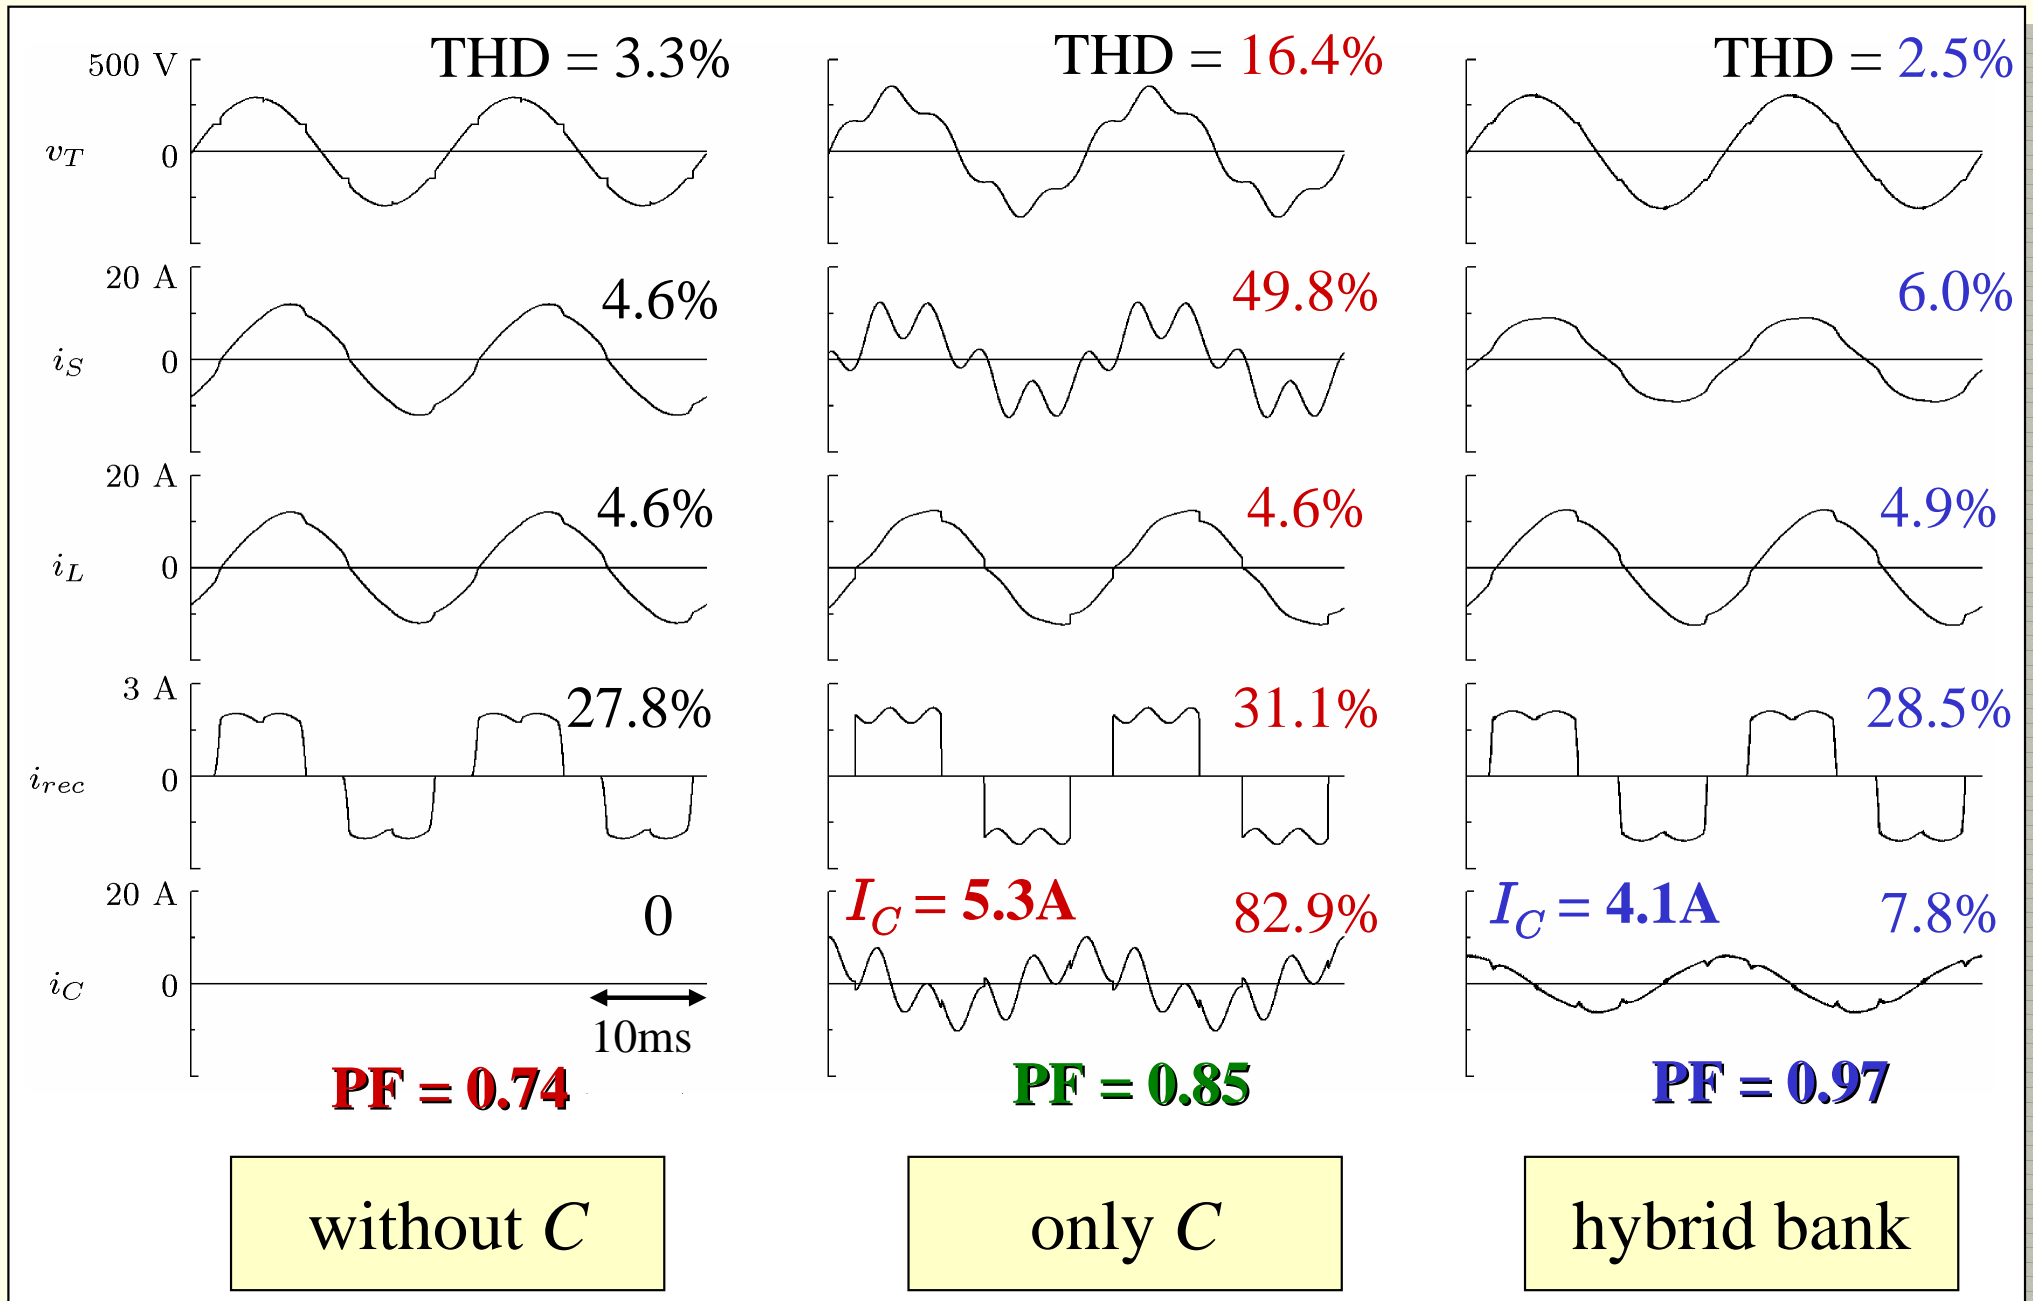 THD = 3.3%
THD = 16.4%
THD = 2.5%
500 V
v_T
0
20 A
4.6%
49.8%
6.0%
i_S
0
20 A
4.6%
4.6%
4.9%
i_L
0
3 A
27.8%
31.1%
28.5%
i_rec
0
20 A
0
I_C = 5.3A
82.9%
I_C = 4.1A
7.8%
i_C
0
10ms
PF = 0.74
PF = 0.85
PF = 0.97
without C
only C
hybrid bank